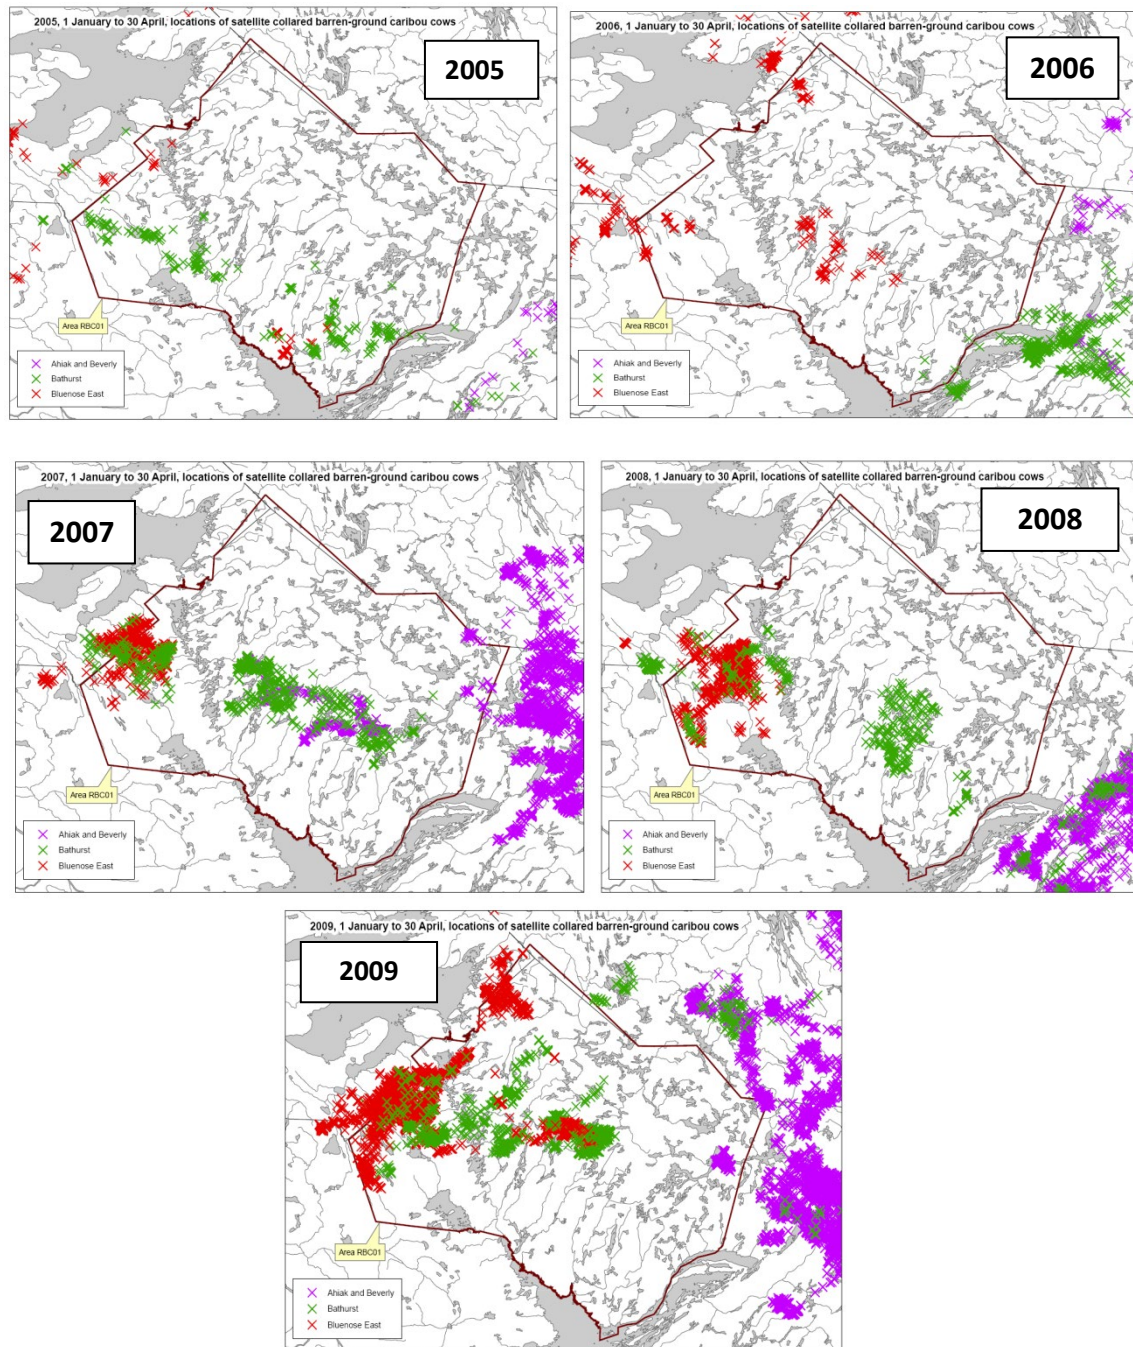 2005, 1 January to 30 April, locations of satellite collared barren-ground caribou cows
2005
Area RBC01
Ahiak and Beverly
Bathurst
Bluenose East
2006, 1 January to 30 April, locations of satellite collared barren-ground caribou cows
2006
Area RBC01
Ahiak and Beverly
Bathurst
Bluenose East
2007, 1 January to 30 April, locations of satellite collared barren-ground caribou cows
2007
Area RBC01
Ahiak and Beverly
Bathurst
Bluenose East
2008, 1 January to 30 April, locations of satellite collared barren-ground caribou cows
2008
Area RBC01
Ahiak and Beverly
Bathurst
Bluenose East
2009, 1 January to 30 April, locations of satellite collared barren-ground caribou cows
2009
Area RBC01
Ahiak and Beverly
Bathurst
Bluenose East